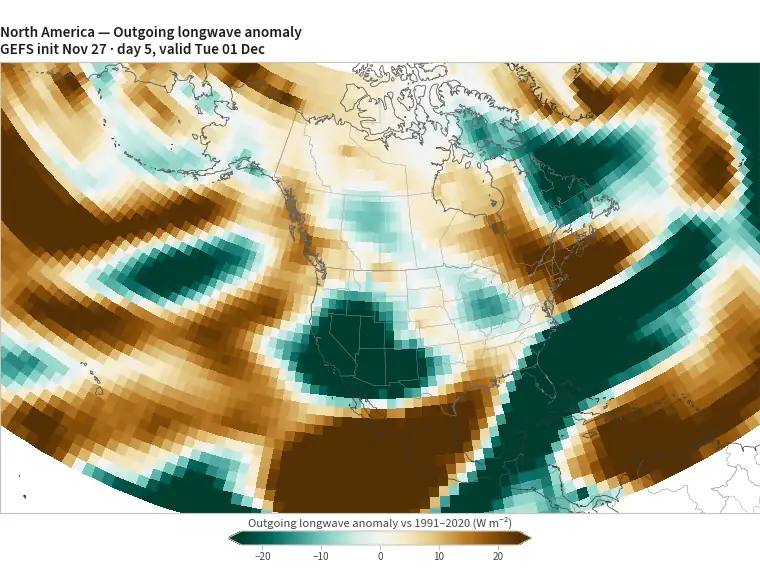 North America — Outgoing longwave anomaly
GEFS init Nov 27 · day 5, valid Tue 01 Dec
Outgoing longwave anomaly vs 1991–2020 (W m⁻²)
−20 −10 0 10 20